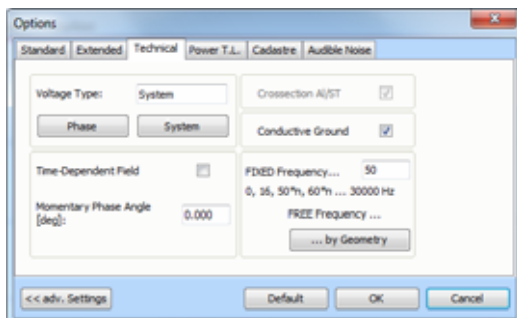 Options
Standard Extended Technical Power T.L. Cadastre Audible Noise
Voltage Type: System
Phase System
Crossection Al/ST
Conductive Ground
Time-Dependent Field
Momentary Phase Angle
[deg]: 0.000
FIXED Frequency... 50
0, 16, 50*n, 60*n ... 30000 Hz
FREE Frequency ...
... by Geometry
<< adv. Settings Default OK Cancel